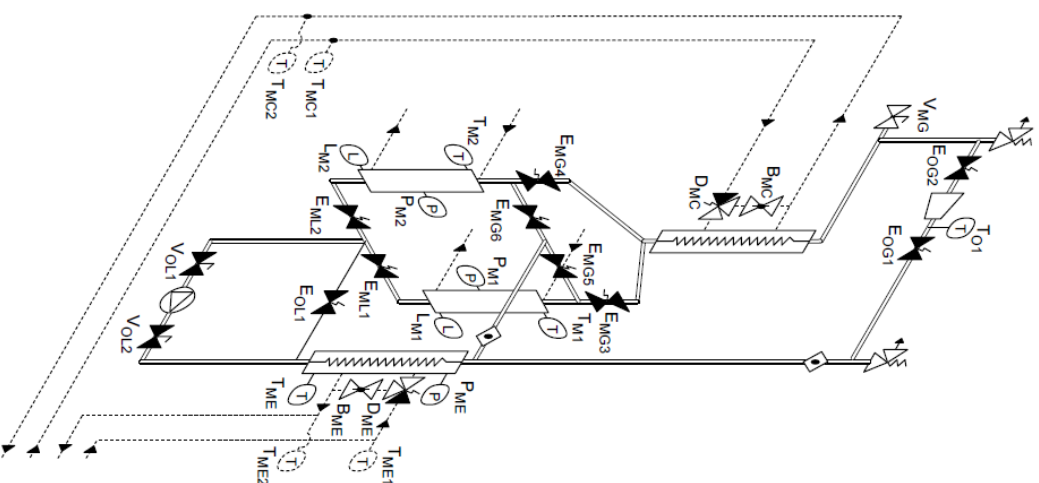 T MC2
T MC1
T
T
V MG
E OG2
T O1
T
E OG1
B MC
D MC
E MG4
T M2
T
L M2
L
P M2
P
E MG6
E ML2
E MG5
P M1
P
E MG3
T M1
T
L M1
L
E ML1
E OL1
V OL1
V OL2
P ME
P
D ME
B ME
T ME
T
T ME1
T
T ME2
T